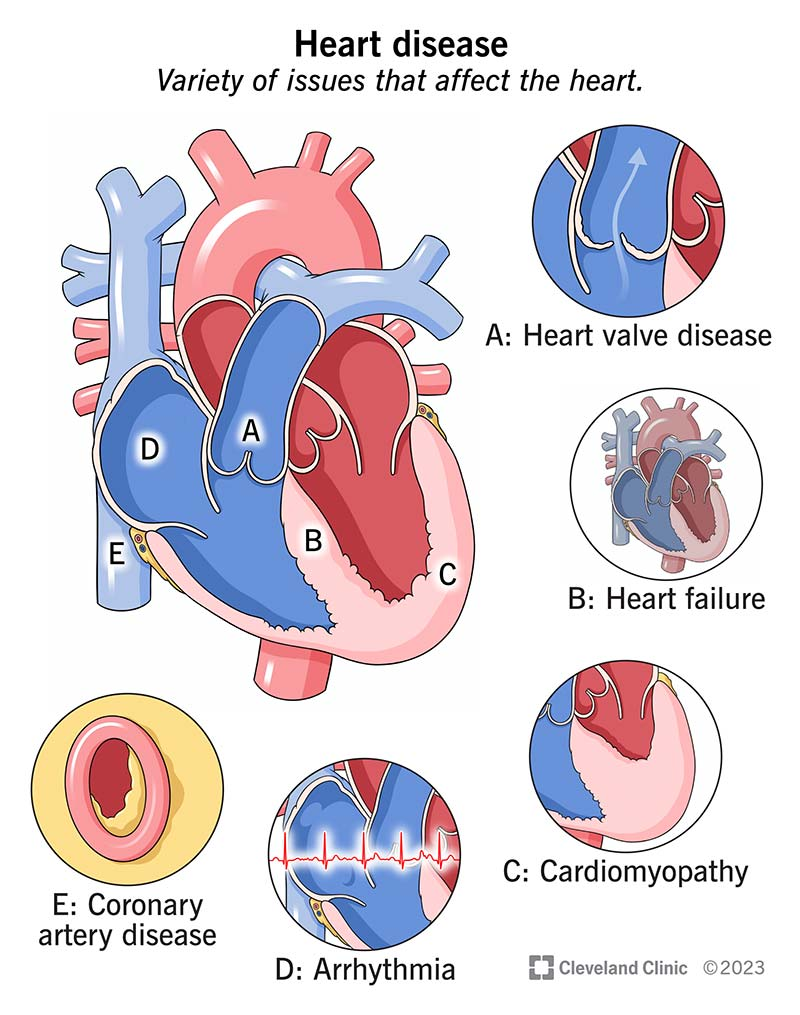 Heart disease
Variety of issues that affect the heart.
A: Heart valve disease
D
A
E
B
C
B: Heart failure
C: Cardiomyopathy
E: Coronary
artery disease
D: Arrhythmia
Cleveland Clinic ©2023